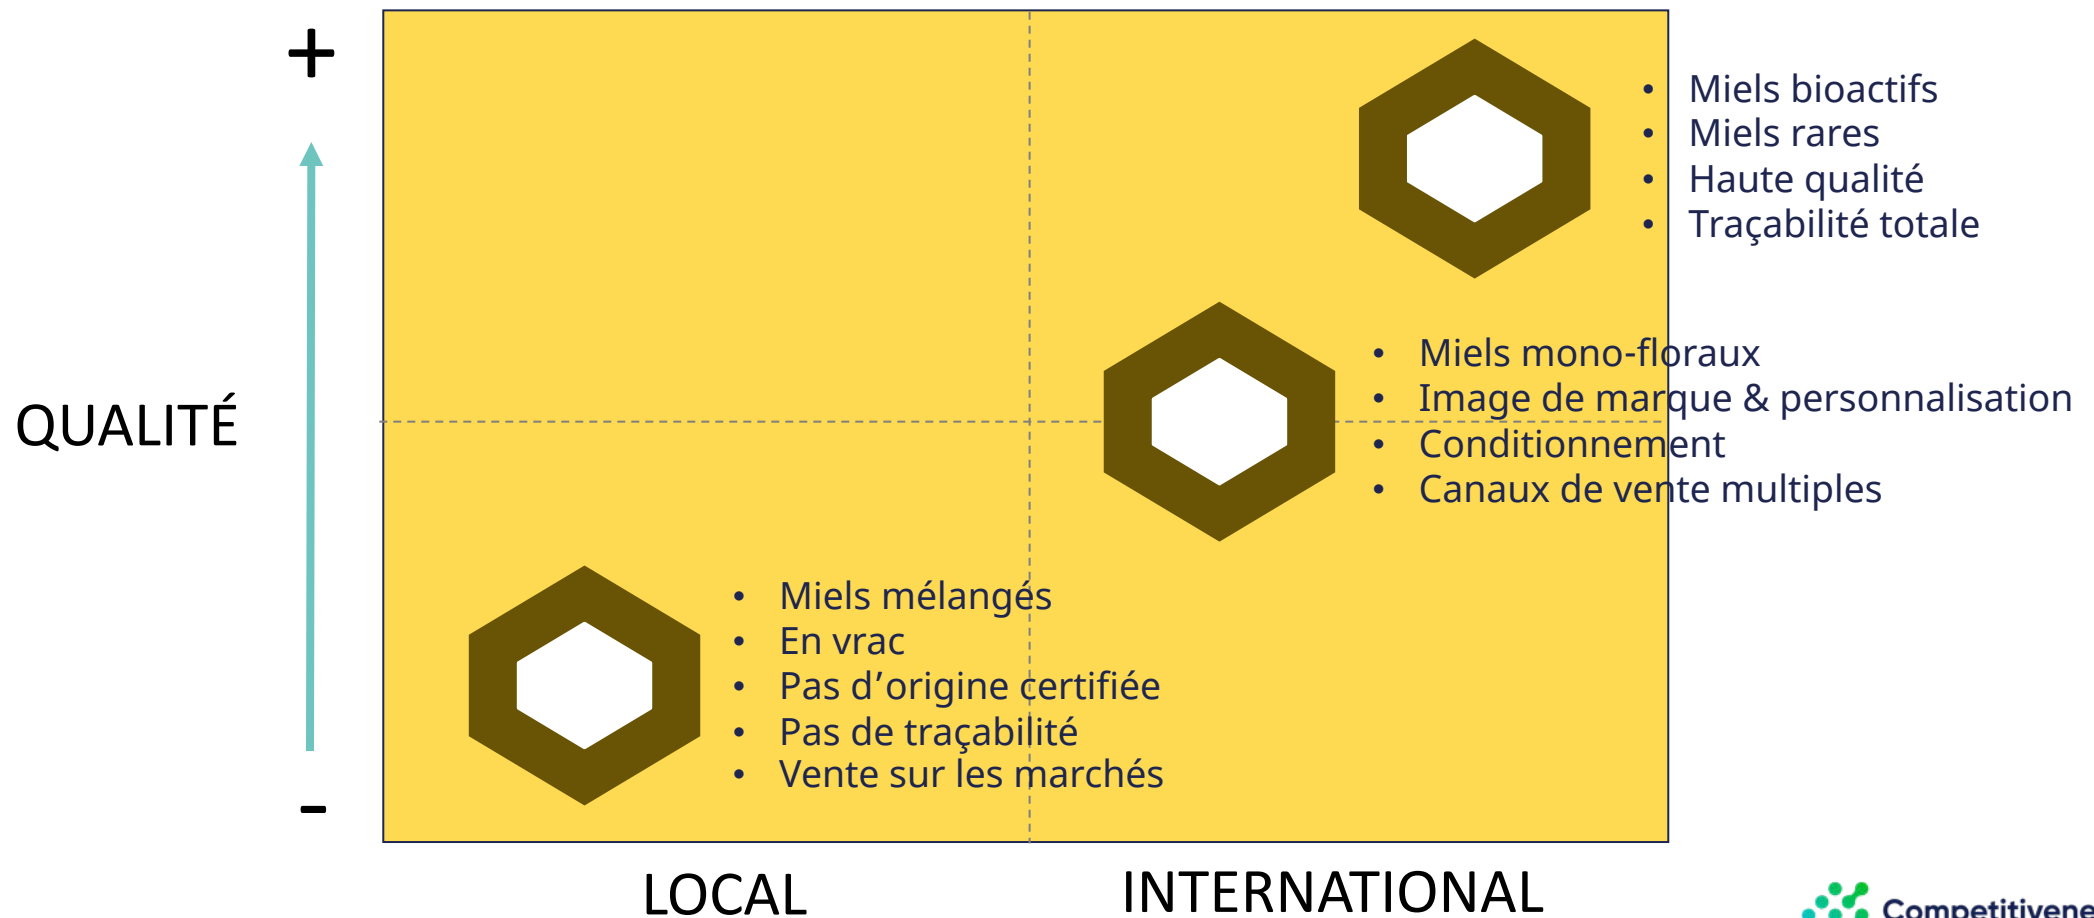 +
QUALITÉ
-
• Miels bioactifs
• Miels rares
• Haute qualité
• Traçabilité totale
• Miels mono-floraux
• Image de marque & personnalisation
• Conditionnement
• Canaux de vente multiples
• Miels mélangés
• En vrac
• Pas d’origine certifiée
• Pas de traçabilité
• Vente sur les marchés
LOCAL
INTERNATIONAL